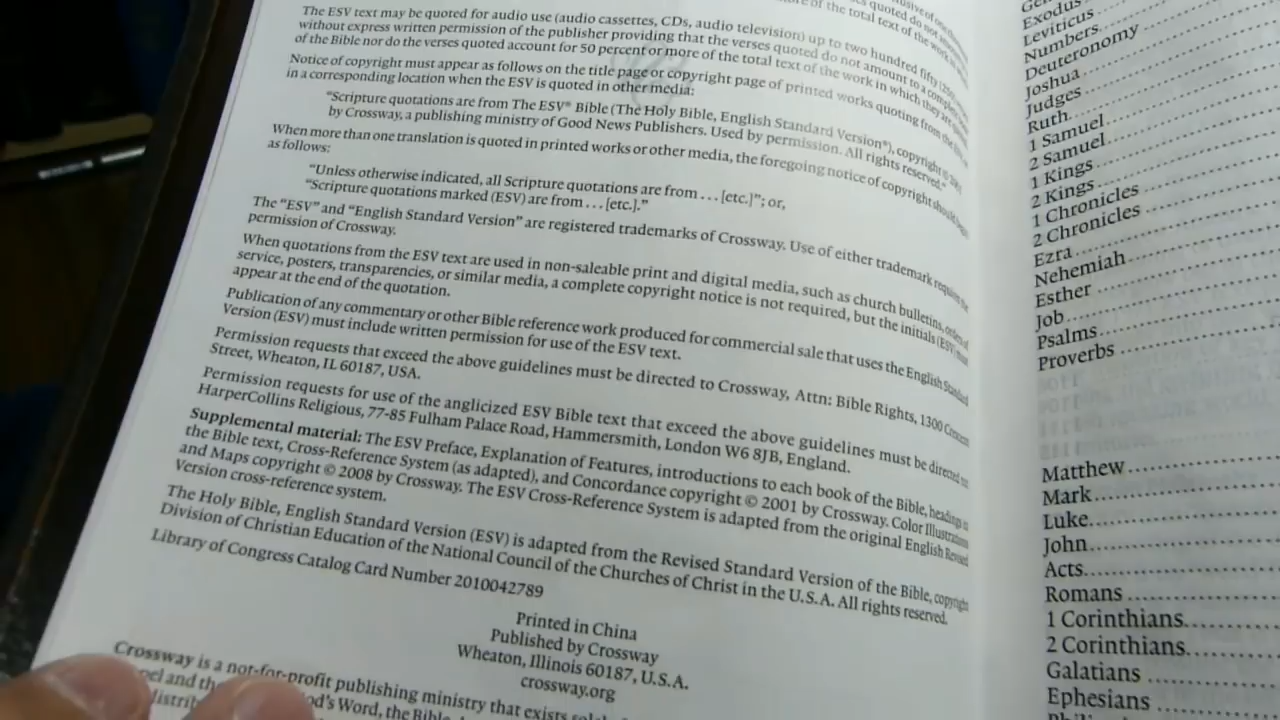 quoted do not
of the total text of the work in
The ESV text may be quoted for audio use (audio cassettes, CDs, audio television) up to two hundred fifty (250)
without express written permission of the publisher providing that the verses quoted do not amount to a complete
of the Bible nor do the verses quoted account for 50 percent or more of the total text of the work in which they are
Notice of copyright must appear as follows on the title page or copyright page of printed works quoting from the
in a corresponding location when the ESV is quoted in other media:
"Scripture quotations are from The ESV® Bible (The Holy Bible, English Standard Version®), copyright ©
by Crossway, a publishing ministry of Good News Publishers. Used by permission. All rights reserved."
When more than one translation is quoted in printed works or other media, the foregoing notice of copyright should
as follows:
"Unless otherwise indicated, all Scripture quotations are from . . . [etc.]"; or,
"Scripture quotations marked (ESV) are from . . . [etc.]."
The "ESV" and "English Standard Version" are registered trademarks of Crossway. Use of either trademark requires the
permission of Crossway.
When quotations from the ESV text are used in non-saleable print and digital media, such as church bulletins, orders of
service, posters, transparencies, or similar media, a complete copyright notice is not required, but the initials (ESV) must
appear at the end of the quotation.
Publication of any commentary or other Bible reference work produced for commercial sale that uses the English Standard
Version (ESV) must include written permission for use of the ESV text.
Permission requests that exceed the above guidelines must be directed to Crossway, Attn: Bible Rights, 1300 Crescent
Street, Wheaton, IL 60187, USA.
Permission requests for use of the anglicized ESV Bible text that exceed the above guidelines must be directed to:
HarperCollins Religious, 77-85 Fulham Palace Road, Hammersmith, London W6 8JB, England.
Supplemental material: The ESV Preface, Explanation of Features, introductions to each book of the Bible, headings in
the Bible text, Cross-Reference System (as adapted), and Concordance copyright © 2001 by Crossway. Color Illustrations
and Maps copyright © 2008 by Crossway. The ESV Cross-Reference System is adapted from the original English Revised
Version cross-reference system.
The Holy Bible, English Standard Version (ESV) is adapted from the Revised Standard Version of the Bible, copyright
Division of Christian Education of the National Council of the Churches of Christ in the U.S.A. All rights reserved.
Library of Congress Catalog Card Number 2010042789
Printed in China
Published by Crossway
Wheaton, Illinois 60187, U.S.A.
crossway.org
Crossway is a not-for-profit publishing ministry that exists
and the God's Word, the Bible.
Exodus
Leviticus
Numbers
Deuteronomy
Joshua
Judges
Ruth
1 Samuel
2 Samuel
1 Kings
2 Kings
1 Chronicles
2 Chronicles
Ezra
Nehemiah
Esther
Job
Psalms
Proverbs
Matthew
Mark
Luke
John
Acts
Romans
1 Corinthians
2 Corinthians
Galatians
Ephesians